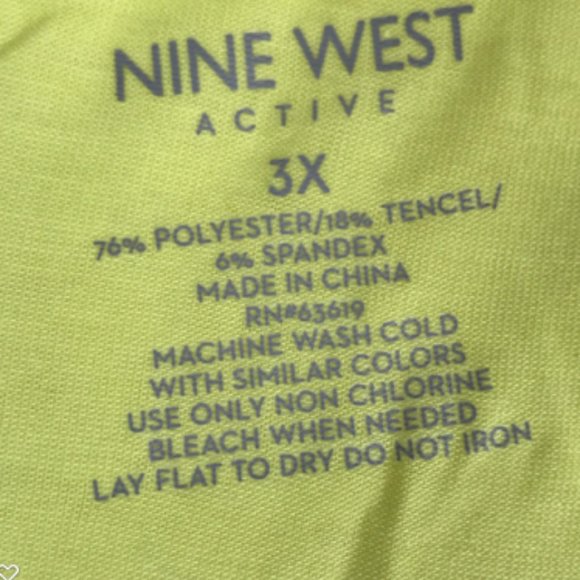 NINE WEST
ACTIVE
3X
76% POLYESTER/18% TENCEL/
6% SPANDEX
MADE IN CHINA
RN#63619
MACHINE WASH COLD
WITH SIMILAR COLORS
USE ONLY NON CHLORINE
BLEACH WHEN NEEDED
LAY FLAT TO DRY DO NOT IRON